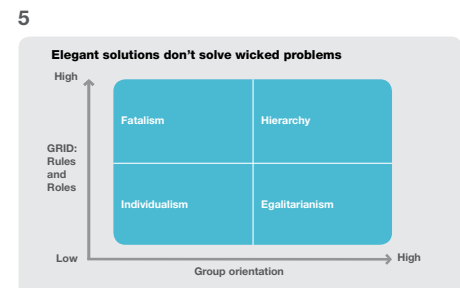 5
Elegant solutions don't solve wicked problems
High
Fatalism
Hierarchy
GRID:
Rules
and
Roles
Individualism
Egalitarianism
Low
High
Group orientation